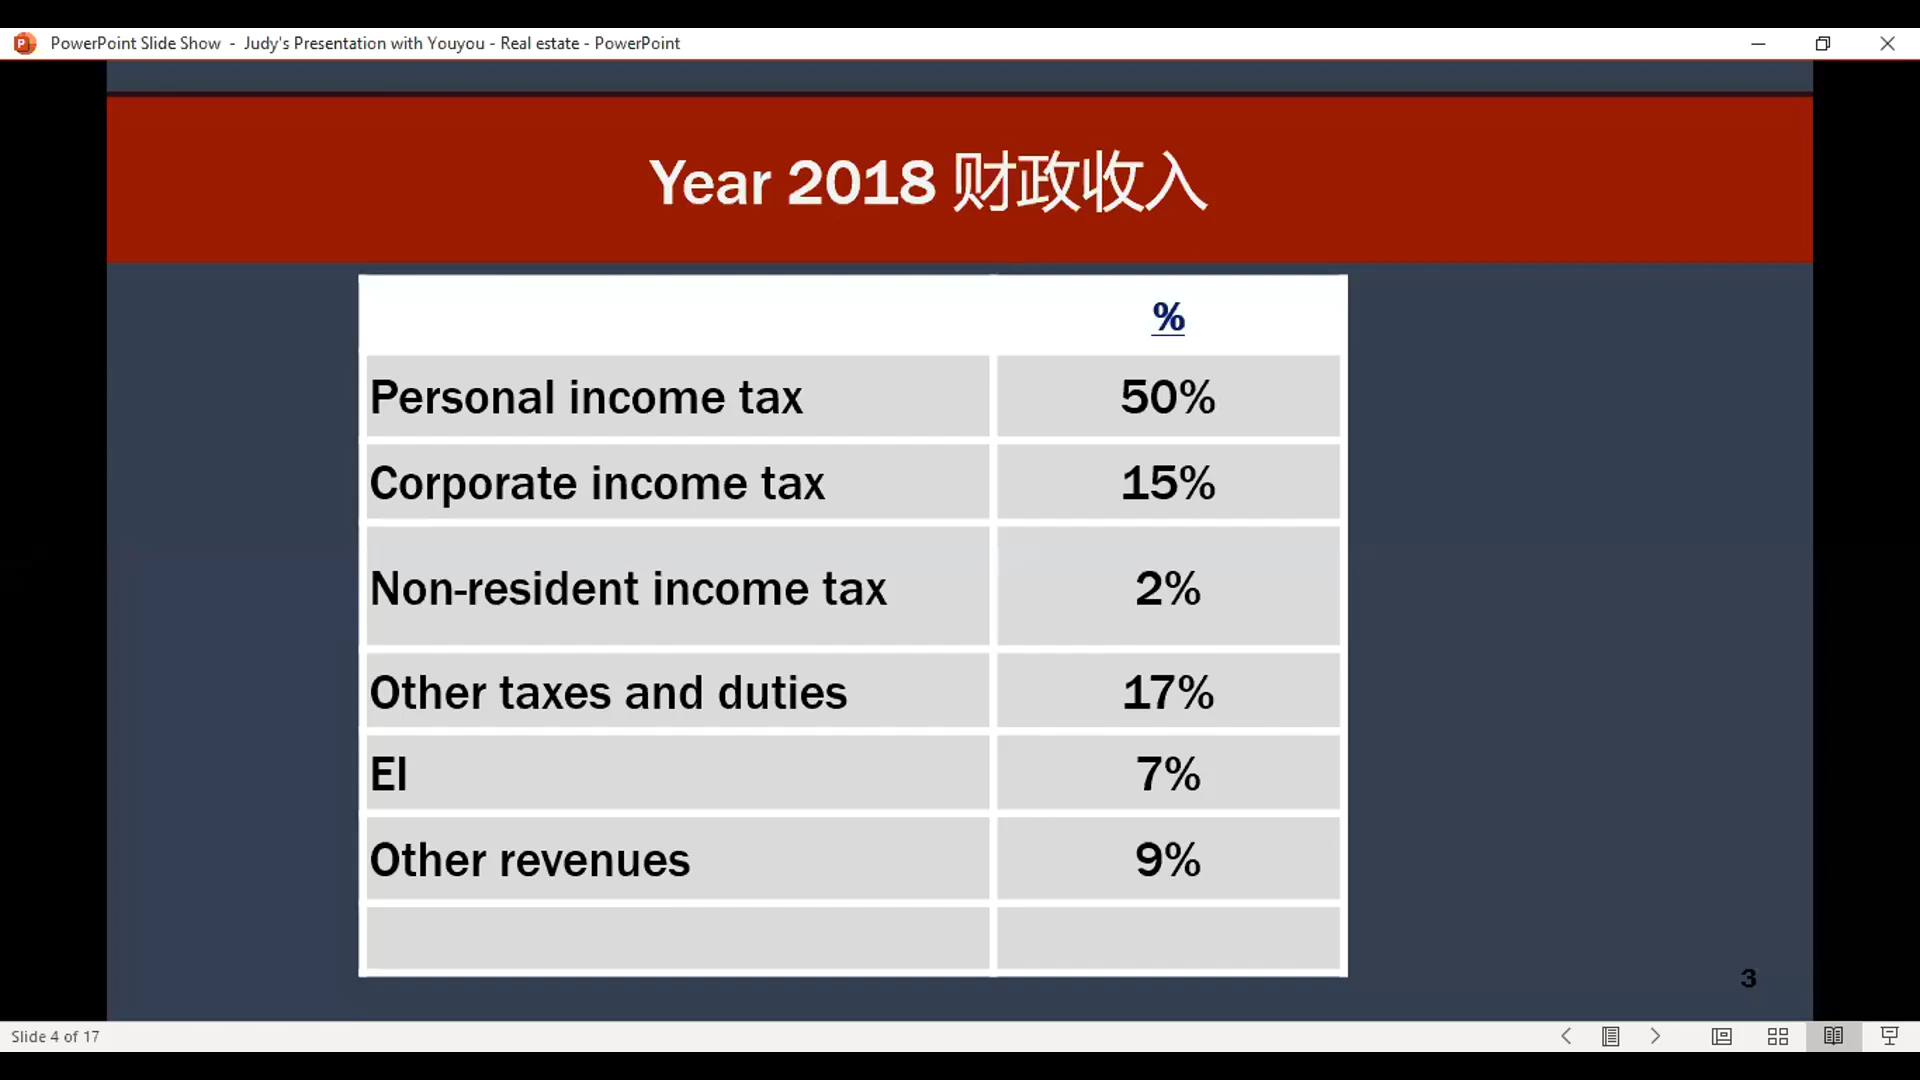 PowerPoint Slide Show - Judy's Presentation with Youyou - Real estate - PowerPoint
Year 2018 财政收入
%
Personal income tax 50%
Corporate income tax 15%
Non-resident income tax 2%
Other taxes and duties 17%
EI 7%
Other revenues 9%
3
Slide 4 of 17